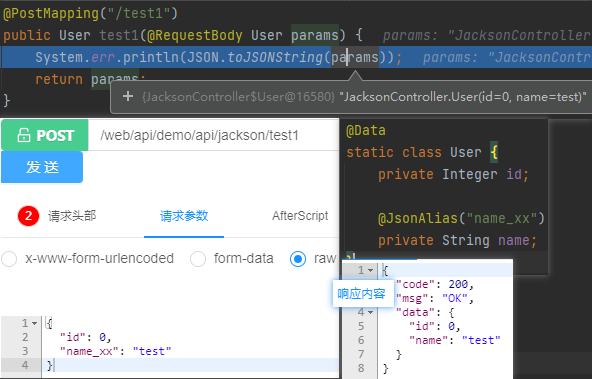 @PostMapping("/test1")
public User test1(@RequestBody User params) {   params: "JacksonController
System.err.println(JSON.toJSONString(params));   params: "JacksonContr
return params;
}
+ {JacksonController$User@16580} "JacksonController.User(id=0, name=test)"
POST /web/api/demo/api/jackson/test1
发 送
2 请求头部 请求参数 AfterScript
x-www-form-urlencoded form-data raw
1 {
2 "id": 0,
3 "name_xx": "test"
4 }
@Data
static class User {
private Integer id;
@JsonAlias("name_xx")
private String name;
}
响应内容
1 {
"code": 200,
"msg": "OK",
4 "data": {
5 "id": 0,
6 "name": "test"
7 }
8 }